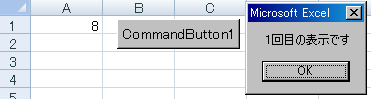 A B C
1 8
2
3
4
5
CommandButton1
Microsoft Excel
1回目の表示です
OK